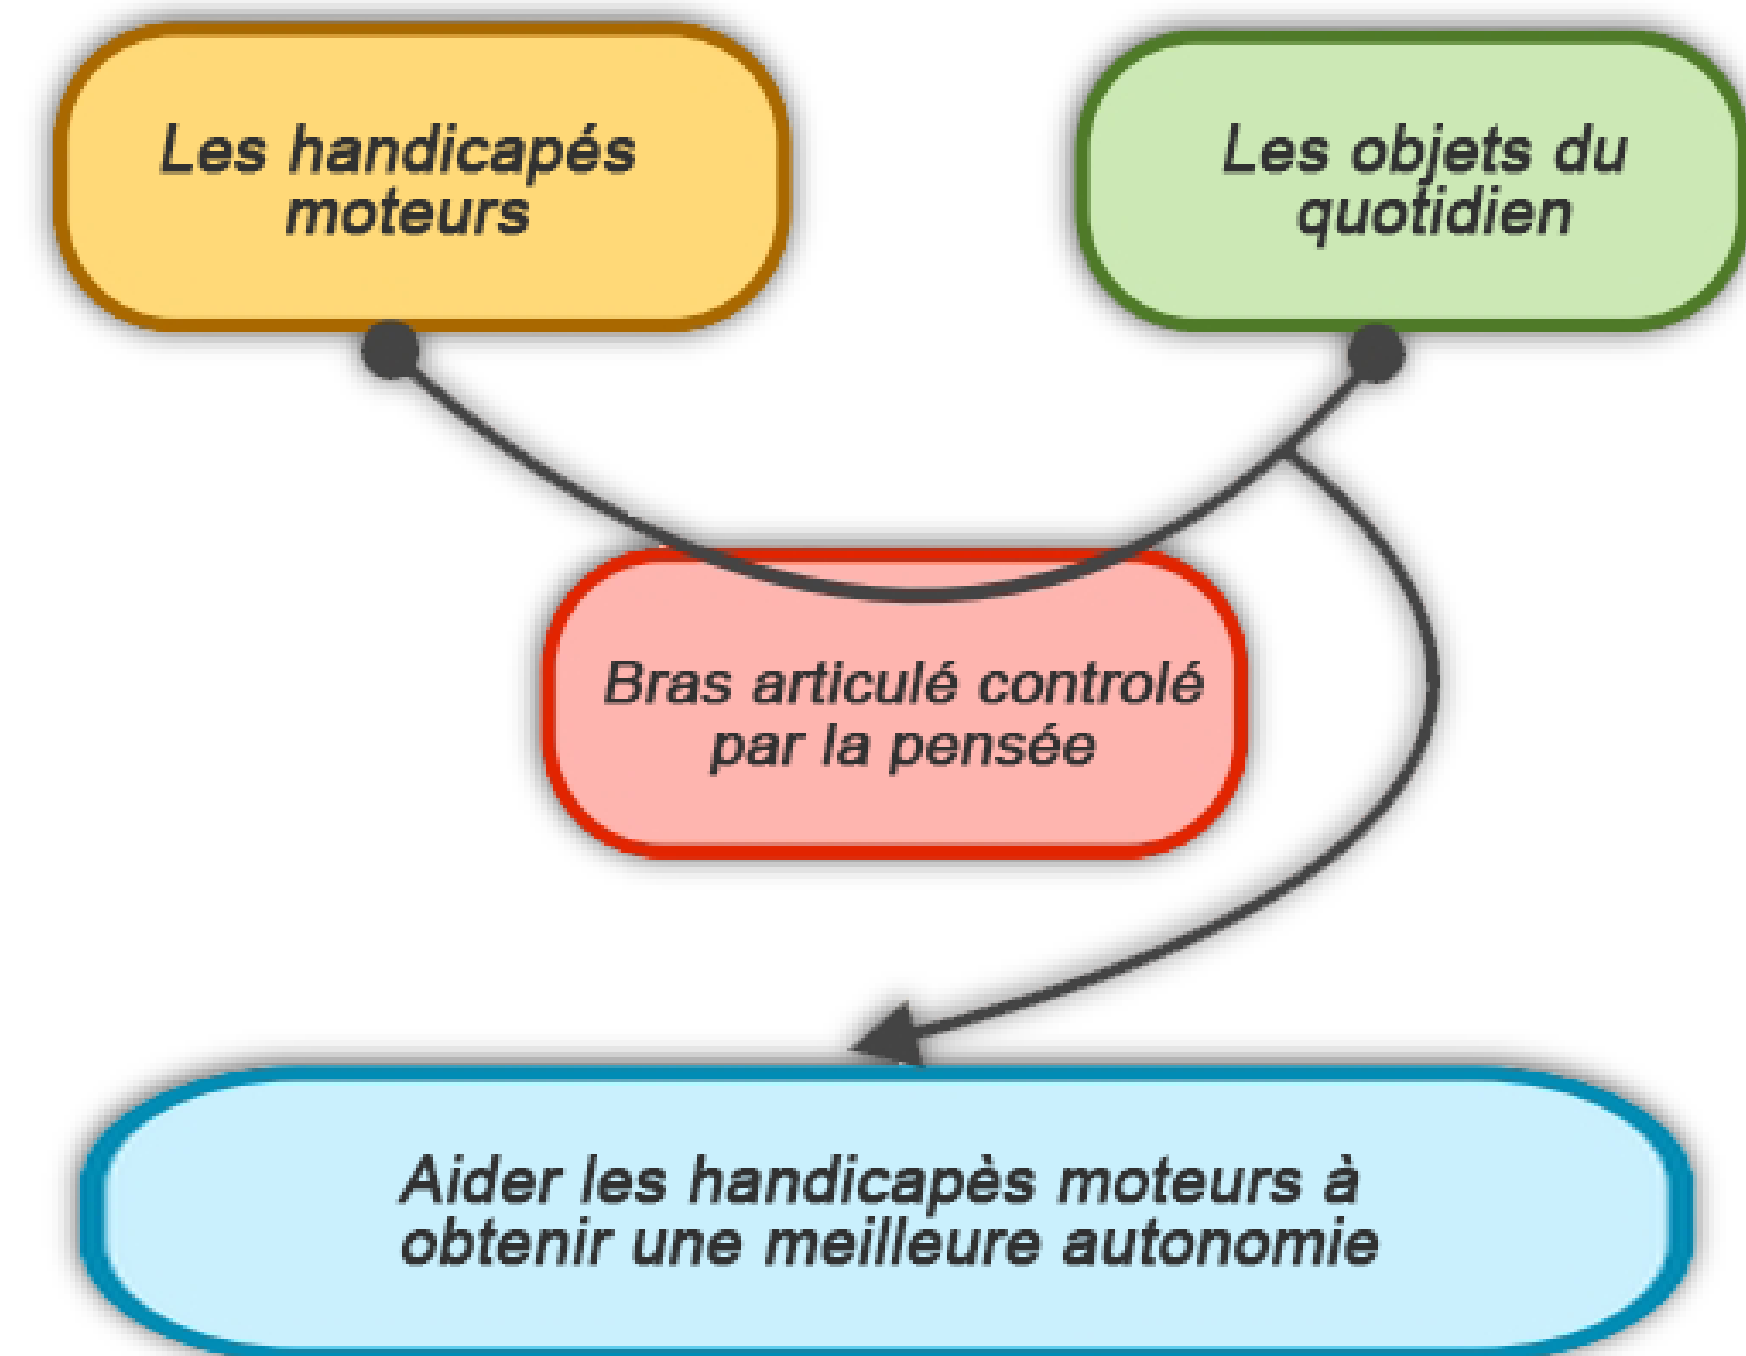 Les handicapés
moteurs
Les objets du
quotidien
Bras articulé controlé
par la pensée
Aider les handicapès moteurs à
obtenir une meilleure autonomie